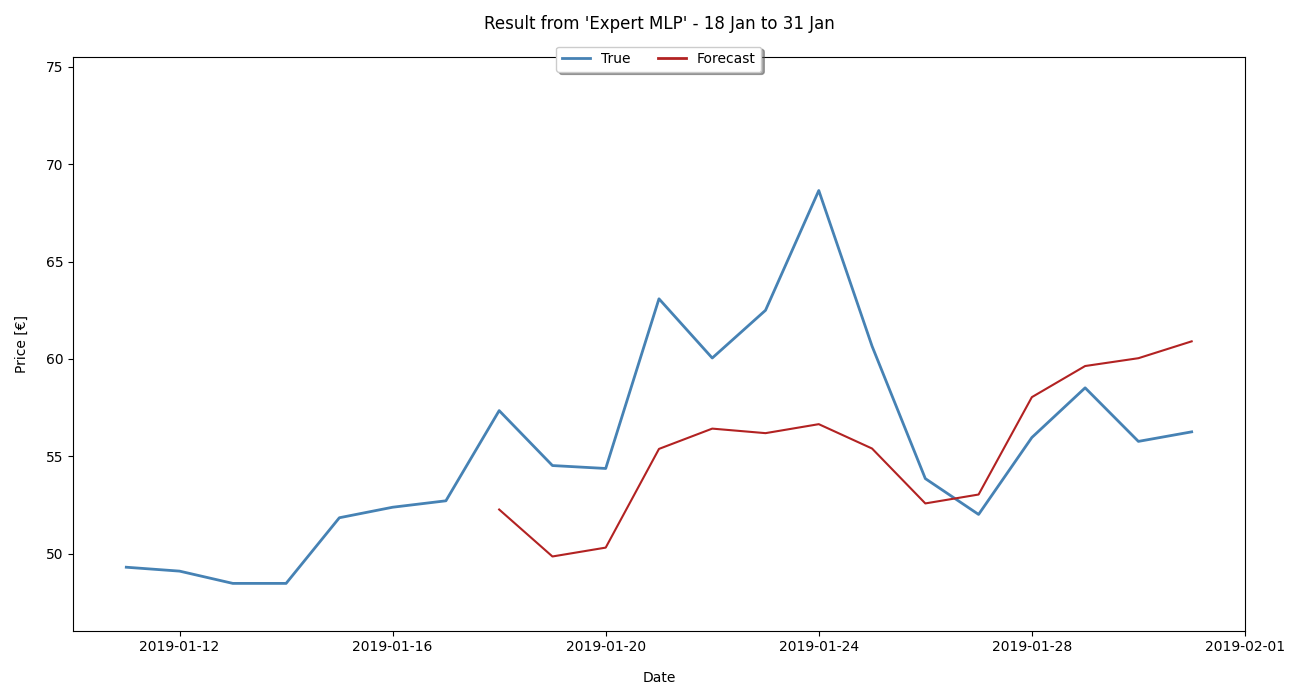 Result from 'Expert MLP' - 18 Jan to 31 Jan
True Forecast
75
70
65
60
55
50
Price [€]
2019-01-12 2019-01-16 2019-01-20 2019-01-24 2019-01-28 2019-02-01
Date